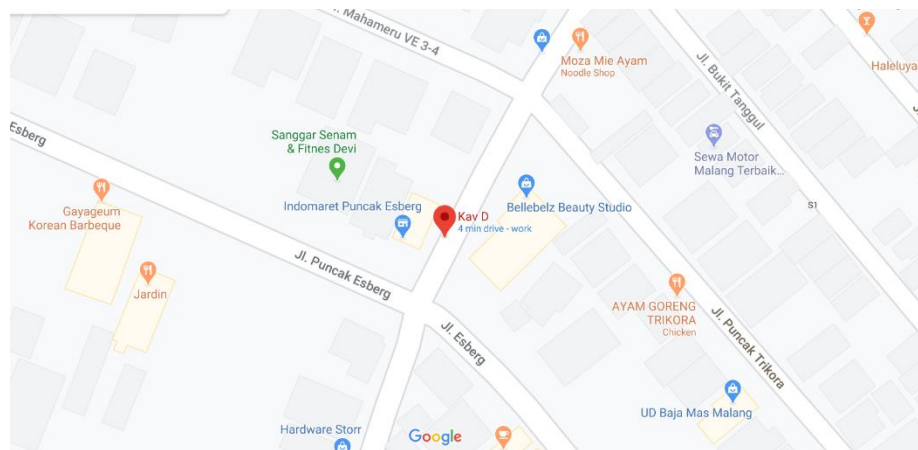 Jl. Mahameru VE 3-4
Moza Mie Ayam
Noodle Shop
Haleluya
Jl. Bukit Tanggul
Esberg
Sanggar Senam
& Fitnes Devi
Sewa Motor
Malang Terbaik...
Gayageum
Korean Barbeque
Indomaret Puncak Esberg
Kav D
4 min drive - work
Bellebelz Beauty Studio
S1
Jl. Puncak Esberg
Jardin
AYAM GORENG
TRIKORA
Chicken
Jl. Esberg
Jl. Puncak Trikora
UD Baja Mas Malang
Hardware Storr
Google